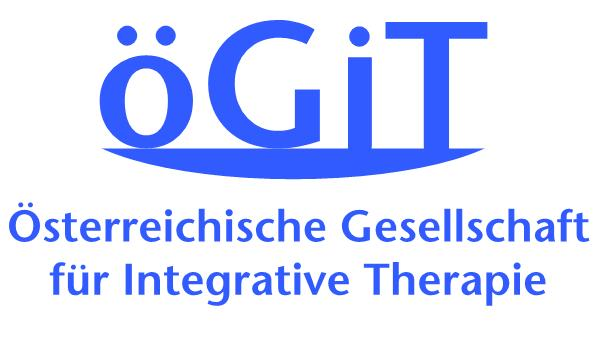 öGiT
Österreichische Gesellschaft
für Integrative Therapie